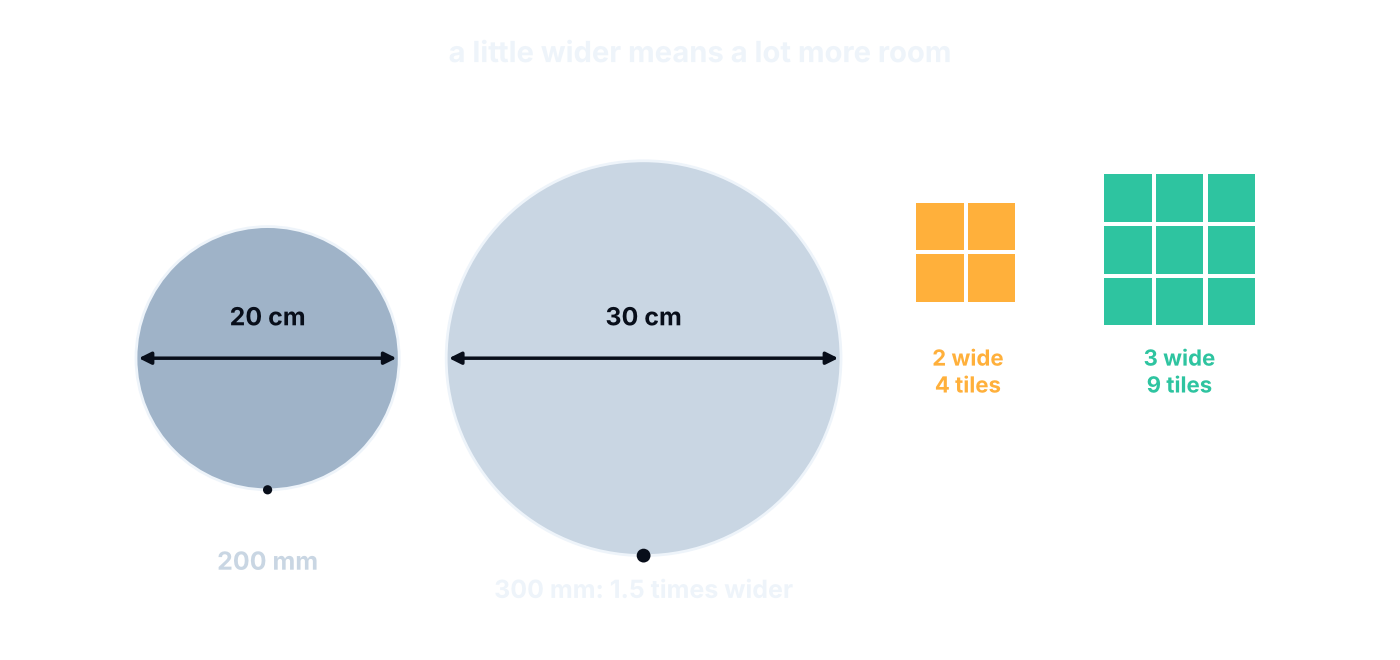 a little wider means a lot more room
20 cm
30 cm
2 wide
4 tiles
3 wide
9 tiles
200 mm
300 mm: 1.5 times wider